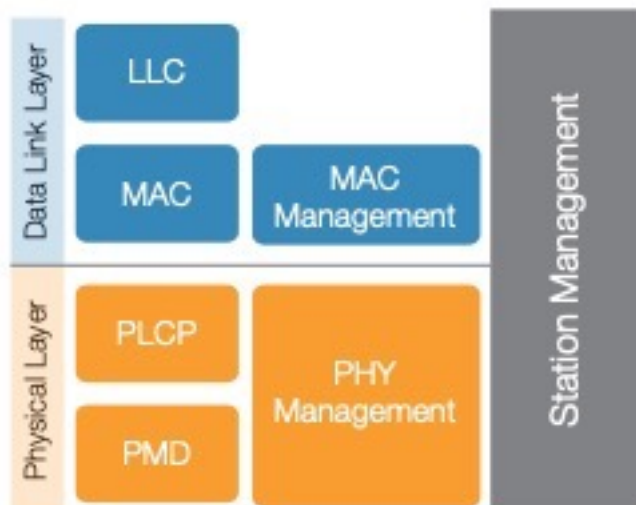 Data Link Layer
LLC
MAC
MAC
Management
Physical Layer
PLCP
PMD
PHY
Management
Station Management